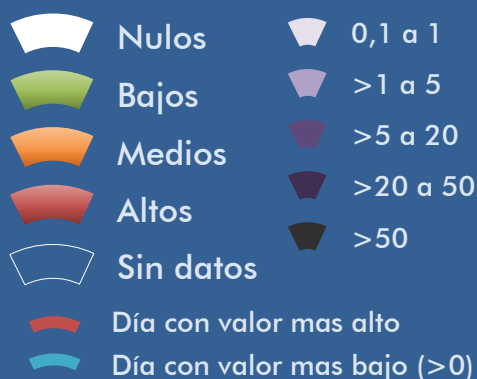 Nulos
Bajos
Medios
Altos
Sin datos
0,1 a 1
>1 a 5
>5 a 20
>20 a 50
>50
Día con valor mas alto
Día con valor mas bajo (>0)